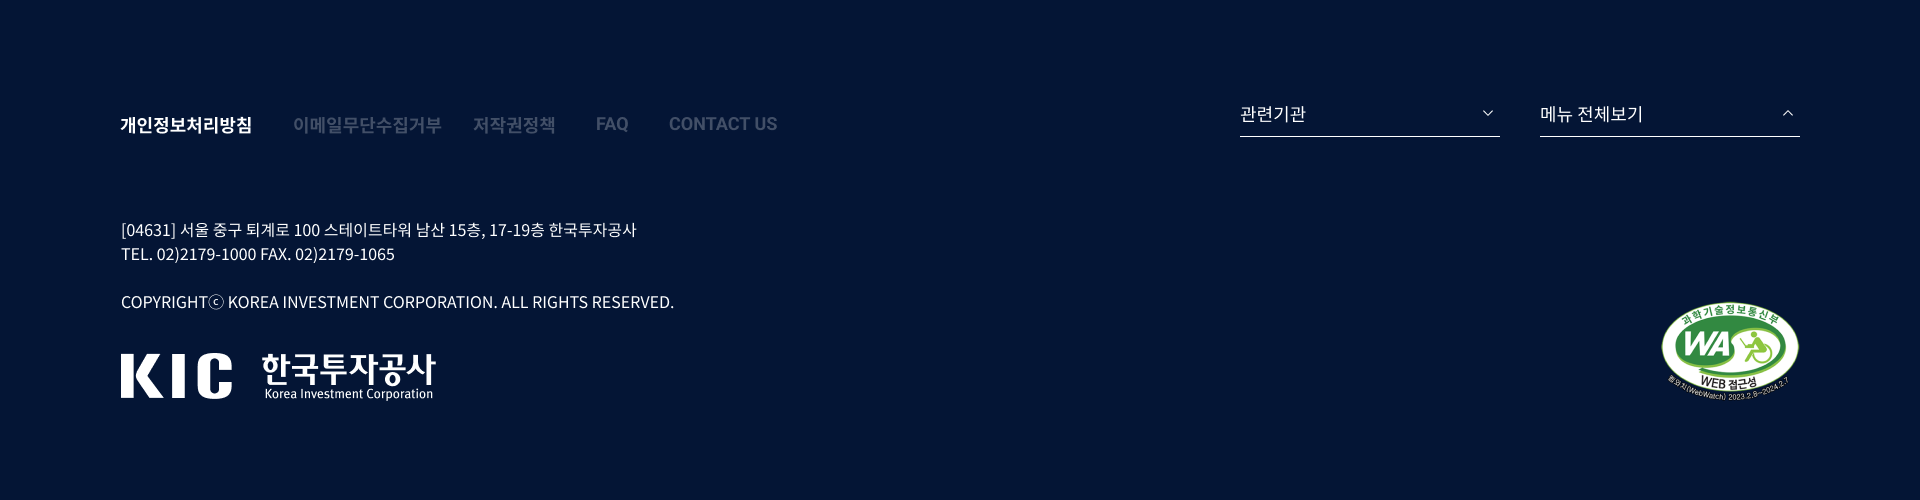 개인정보처리방침 이메일무단수집거부 저작권정책 FAQ CONTACT US
관련기관 메뉴 전체보기
[04631] 서울 중구 퇴계로 100 스테이트타워 남산 15층, 17-19층 한국투자공사
TEL. 02)2179-1000 FAX. 02)2179-1065
COPYRIGHTⓒ KOREA INVESTMENT CORPORATION. ALL RIGHTS RESERVED.
KIC 한국투자공사
Korea Investment Corporation
과학기술정보통신부
WA
WEB 접근성
웹와치(WebWatch) 2023.2.8~2024.2.7